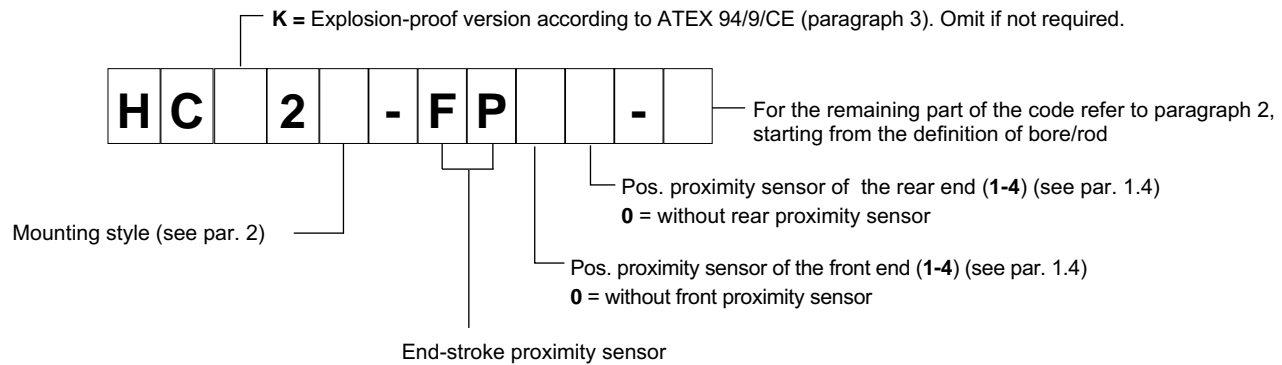 K = Explosion-proof version according to ATEX 94/9/CE (paragraph 3). Omit if not required.
H C 2 - F P -
For the remaining part of the code refer to paragraph 2,
starting from the definition of bore/rod
Pos. proximity sensor of the rear end (1-4) (see par. 1.4)
0 = without rear proximity sensor
Mounting style (see par. 2)
Pos. proximity sensor of the front end (1-4) (see par. 1.4)
0 = without front proximity sensor
End-stroke proximity sensor